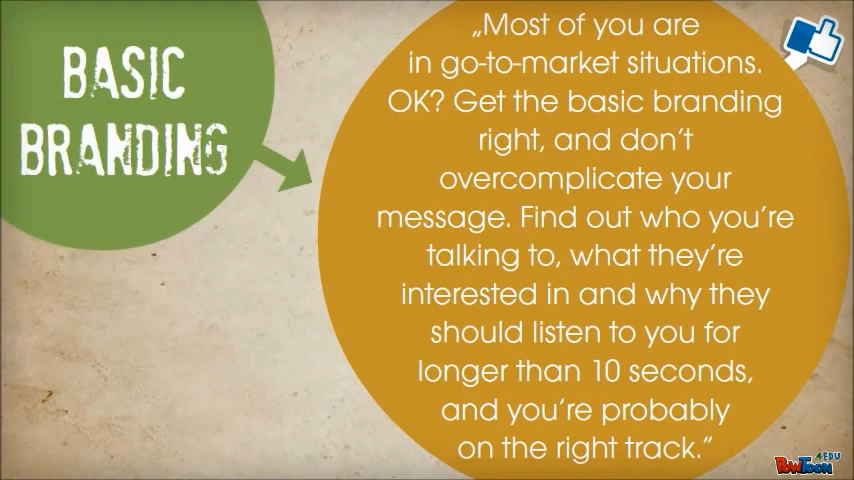 BASIC
BRANDING
„Most of you are
in go-to-market situations.
OK? Get the basic branding
right, and don't
overcomplicate your
message. Find out who you're
talking to, what they're
interested in and why they
should listen to you for
longer than 10 seconds,
and you're probably
on the right track.”
POWTOON
4EDU